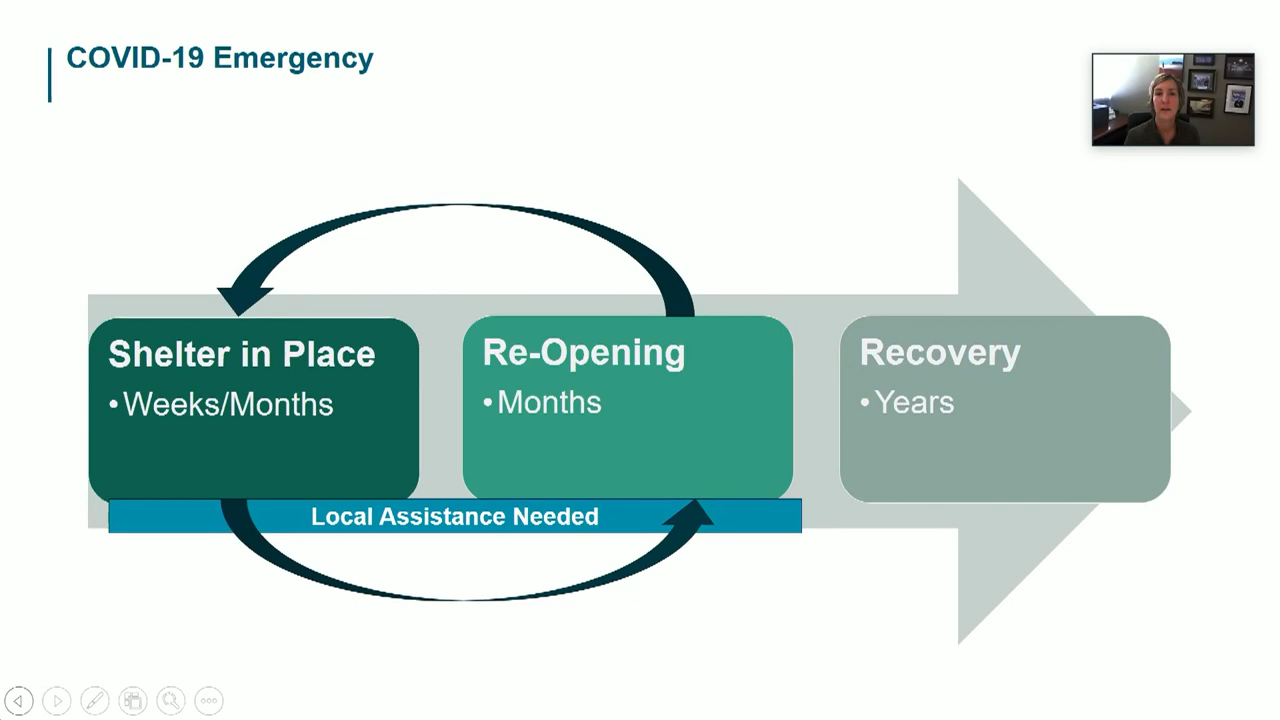 COVID-19 Emergency
Shelter in Place
• Weeks/Months
Re-Opening
• Months
Recovery
• Years
Local Assistance Needed